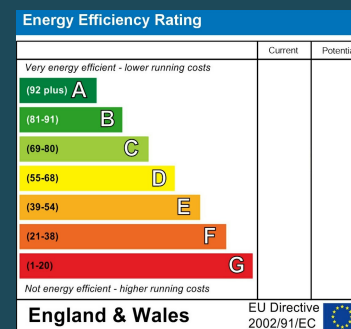 Energy Efficiency Rating
Current Potentia
Very energy efficient - lower running costs
(92 plus) A
(81-91) B
(69-80) C
(55-68) D
(39-54) E
(21-38) F
(1-20) G
Not energy efficient - higher running costs
England & Wales
EU Directive
2002/91/EC